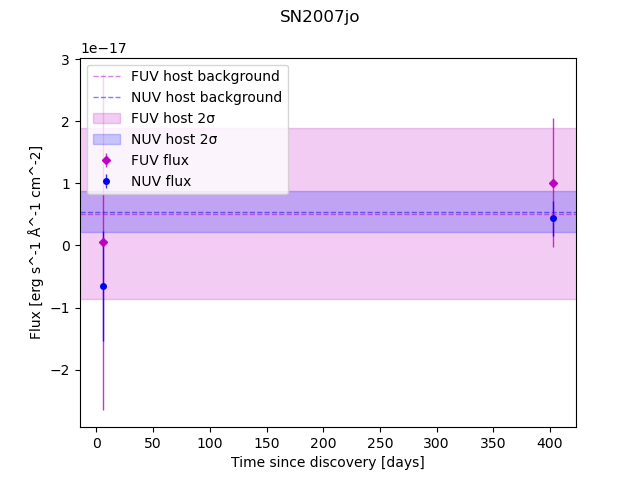 SN2007jo
1e−17
3
2
1
0
−1
−2
Flux [erg s^-1 Å^-1 cm^-2]
FUV host background
NUV host background
FUV host 2σ
NUV host 2σ
FUV flux
NUV flux
0 50 100 150 200 250 300 350 400
Time since discovery [days]